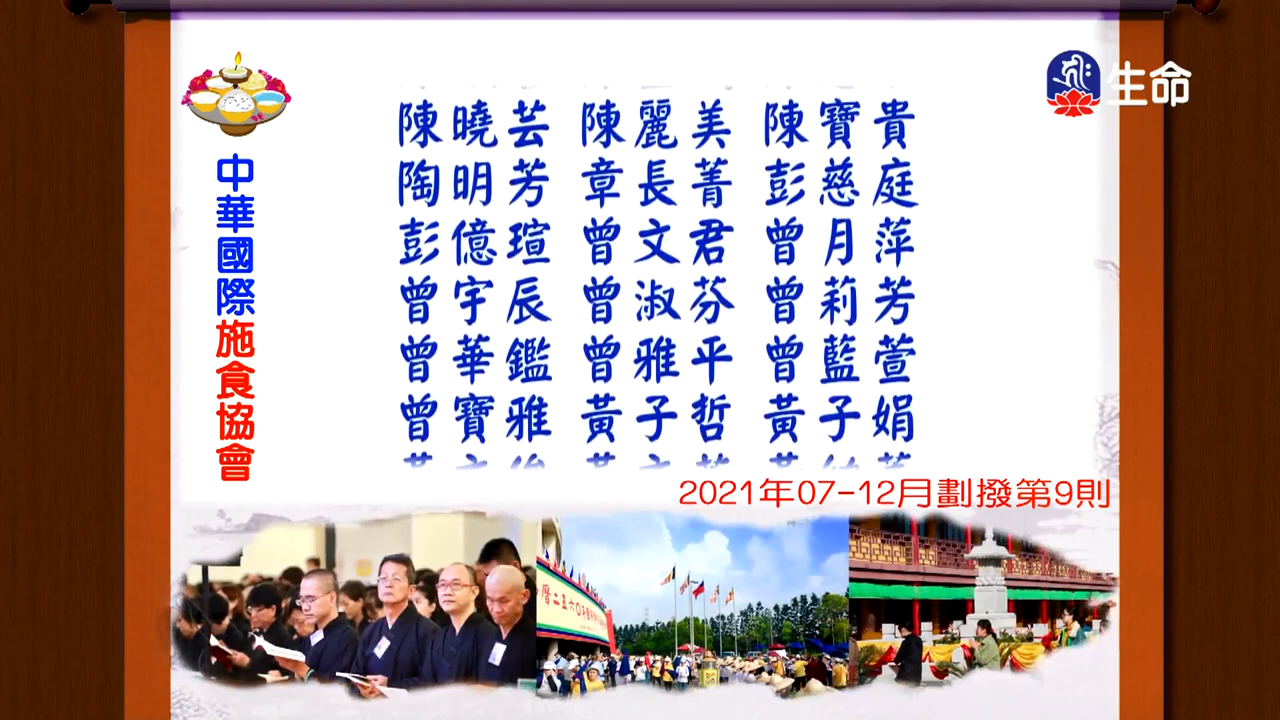 生命
中華國際施食協會
陳曉芸 陳麗美 陳寶貴
陶明芳 章長菁 彭慈庭
彭億瑄 曾文君 曾月萍
曾宇辰 曾淑芬 曾莉芳
曾華鑑 曾雅平 曾藍萱
曾寶雅 黃子哲 黃子娟
2021年07-12月劃撥第9則